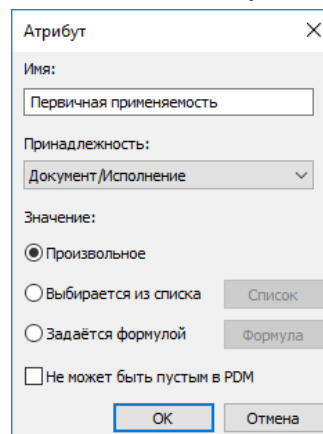 Атрибут
Имя:
Первичная применяемость
Принадлежность:
Документ/Исполнение
Значение:
Произвольное
Выбирается из списка Список
Задаётся формулой Формула
Не может быть пустым в PDM
OK Отмена